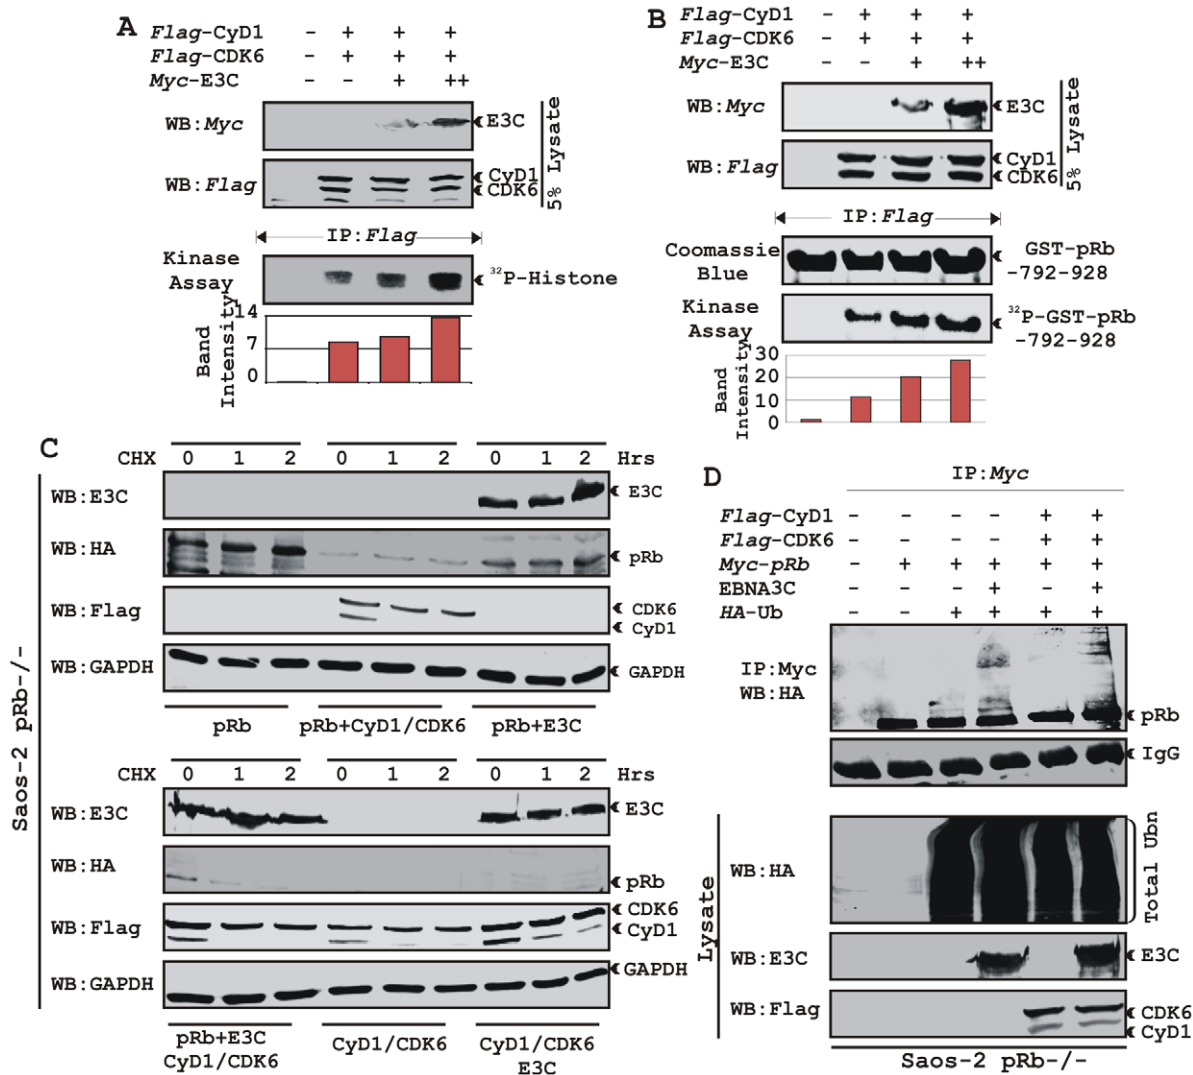 A
Flag-CyD1 - + + +
Flag-CDK6 - + + +
Myc-E3C - - + ++
WB:Myc
E3C
WB:Flag
CyD1
CDK6
5% Lysate
IP:Flag
Kinase
Assay
32P-Histone
Band
Intensity
14
7
0
B
Flag-CyD1 - + + +
Flag-CDK6 - + + +
Myc-E3C - - + ++
WB:Myc
E3C
WB:Flag
CyD1
CDK6
5% Lysate
IP:Flag
Coomassie
Blue
GST-pRb
-792-928
Kinase
Assay
32P-GST-pRb
-792-928
Band
Intensity
30
20
10
0
C
CHX 0 1 2 0 1 2 0 1 2 Hrs
WB:E3C
E3C
WB:HA
pRb
WB:Flag
CDK6
CyD1
WB:GAPDH
GAPDH
pRb pRb+CyD1/CDK6 pRb+E3C
Saos-2 pRb-/-
CHX 0 1 2 0 1 2 0 1 2 Hrs
WB:E3C
E3C
WB:HA
pRb
WB:Flag
CDK6
CyD1
WB:GAPDH
GAPDH
pRb+E3C
CyD1/CDK6
CyD1/CDK6
CyD1/CDK6
E3C
D
IP:Myc
Flag-CyD1 - - - - + +
Flag-CDK6 - - - - + +
Myc-pRb - + + + + +
EBNA3C - - - + - +
HA-Ub - - + + + +
IP:Myc
WB:HA
pRb
IgG
Lysate
WB:HA
Total Ubn
WB:E3C
E3C
WB:Flag
CDK6
CyD1
Saos-2 pRb-/-